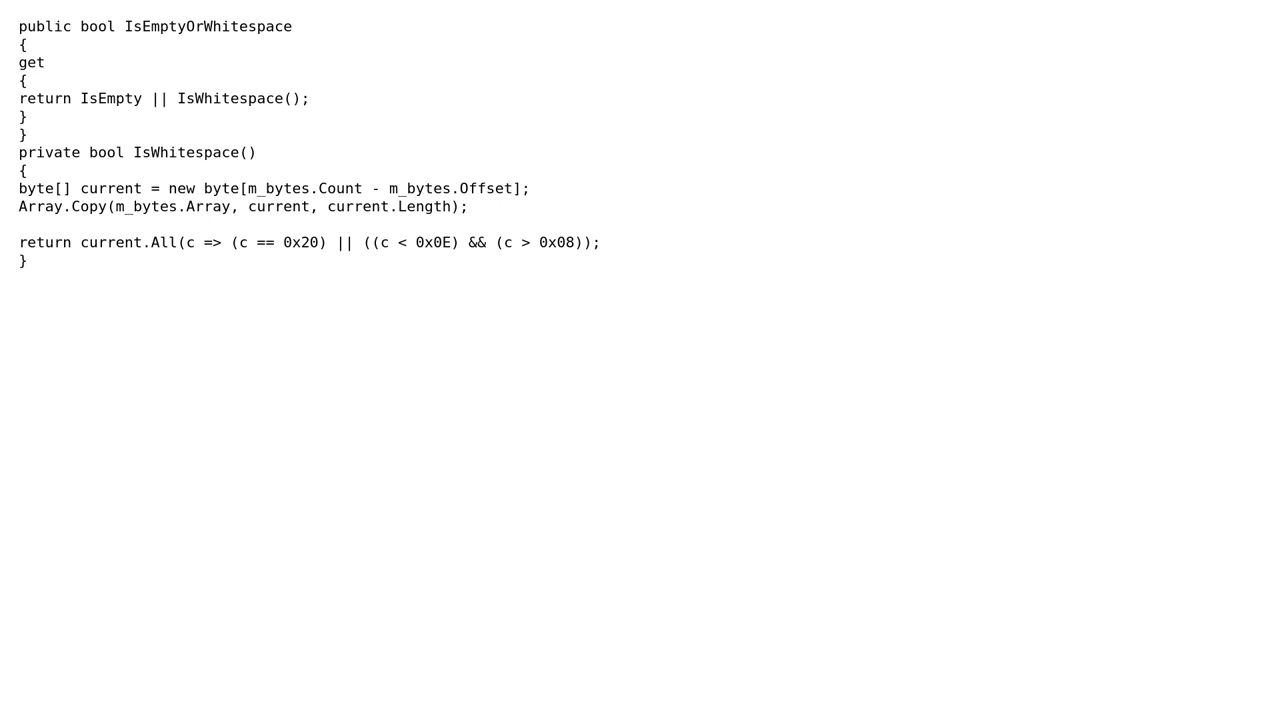 public bool IsEmptyOrWhitespace
{
get
{
return IsEmpty || IsWhitespace();
}
}
private bool IsWhitespace()
{
byte[] current = new byte[m_bytes.Count - m_bytes.Offset];
Array.Copy(m_bytes.Array, current, current.Length);

return current.All(c => (c == 0x20) || ((c < 0x0E) && (c > 0x08));
}